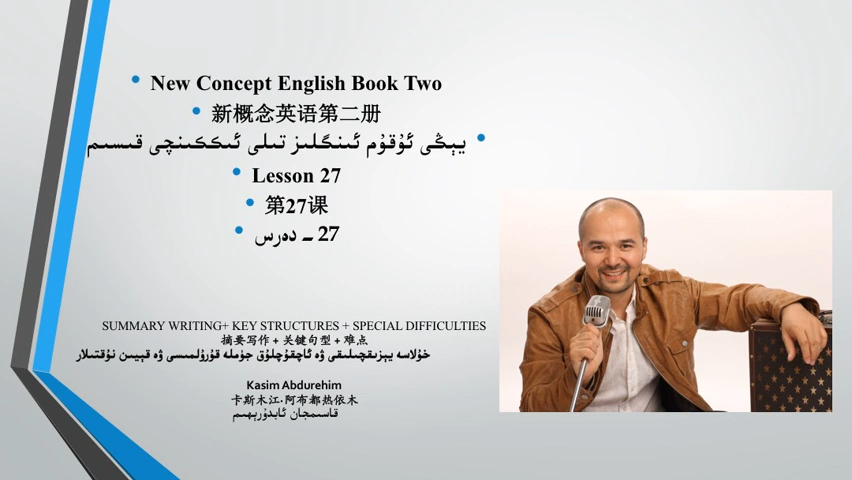 New Concept English Book Two
新概念英语第二册
يېڭى ئۇقۇم ئىنگلىز تىلى ئىككىنچى قىسىم
Lesson 27
第27课
27 ـ دەرس
SUMMARY WRITING+ KEY STRUCTURES + SPECIAL DIFFICULTIES
摘要写作 + 关键句型 + 难点
خۇلاسە يېزىقچىلىقى ۋە ئاچقۇچلۇق جۈملە قۇرۇلمىسى ۋە قېيىن نۇقتىلار
Kasim Abdurehim
卡斯木江·阿布都热依木
قاسىمجان ئابدۇرېھىم